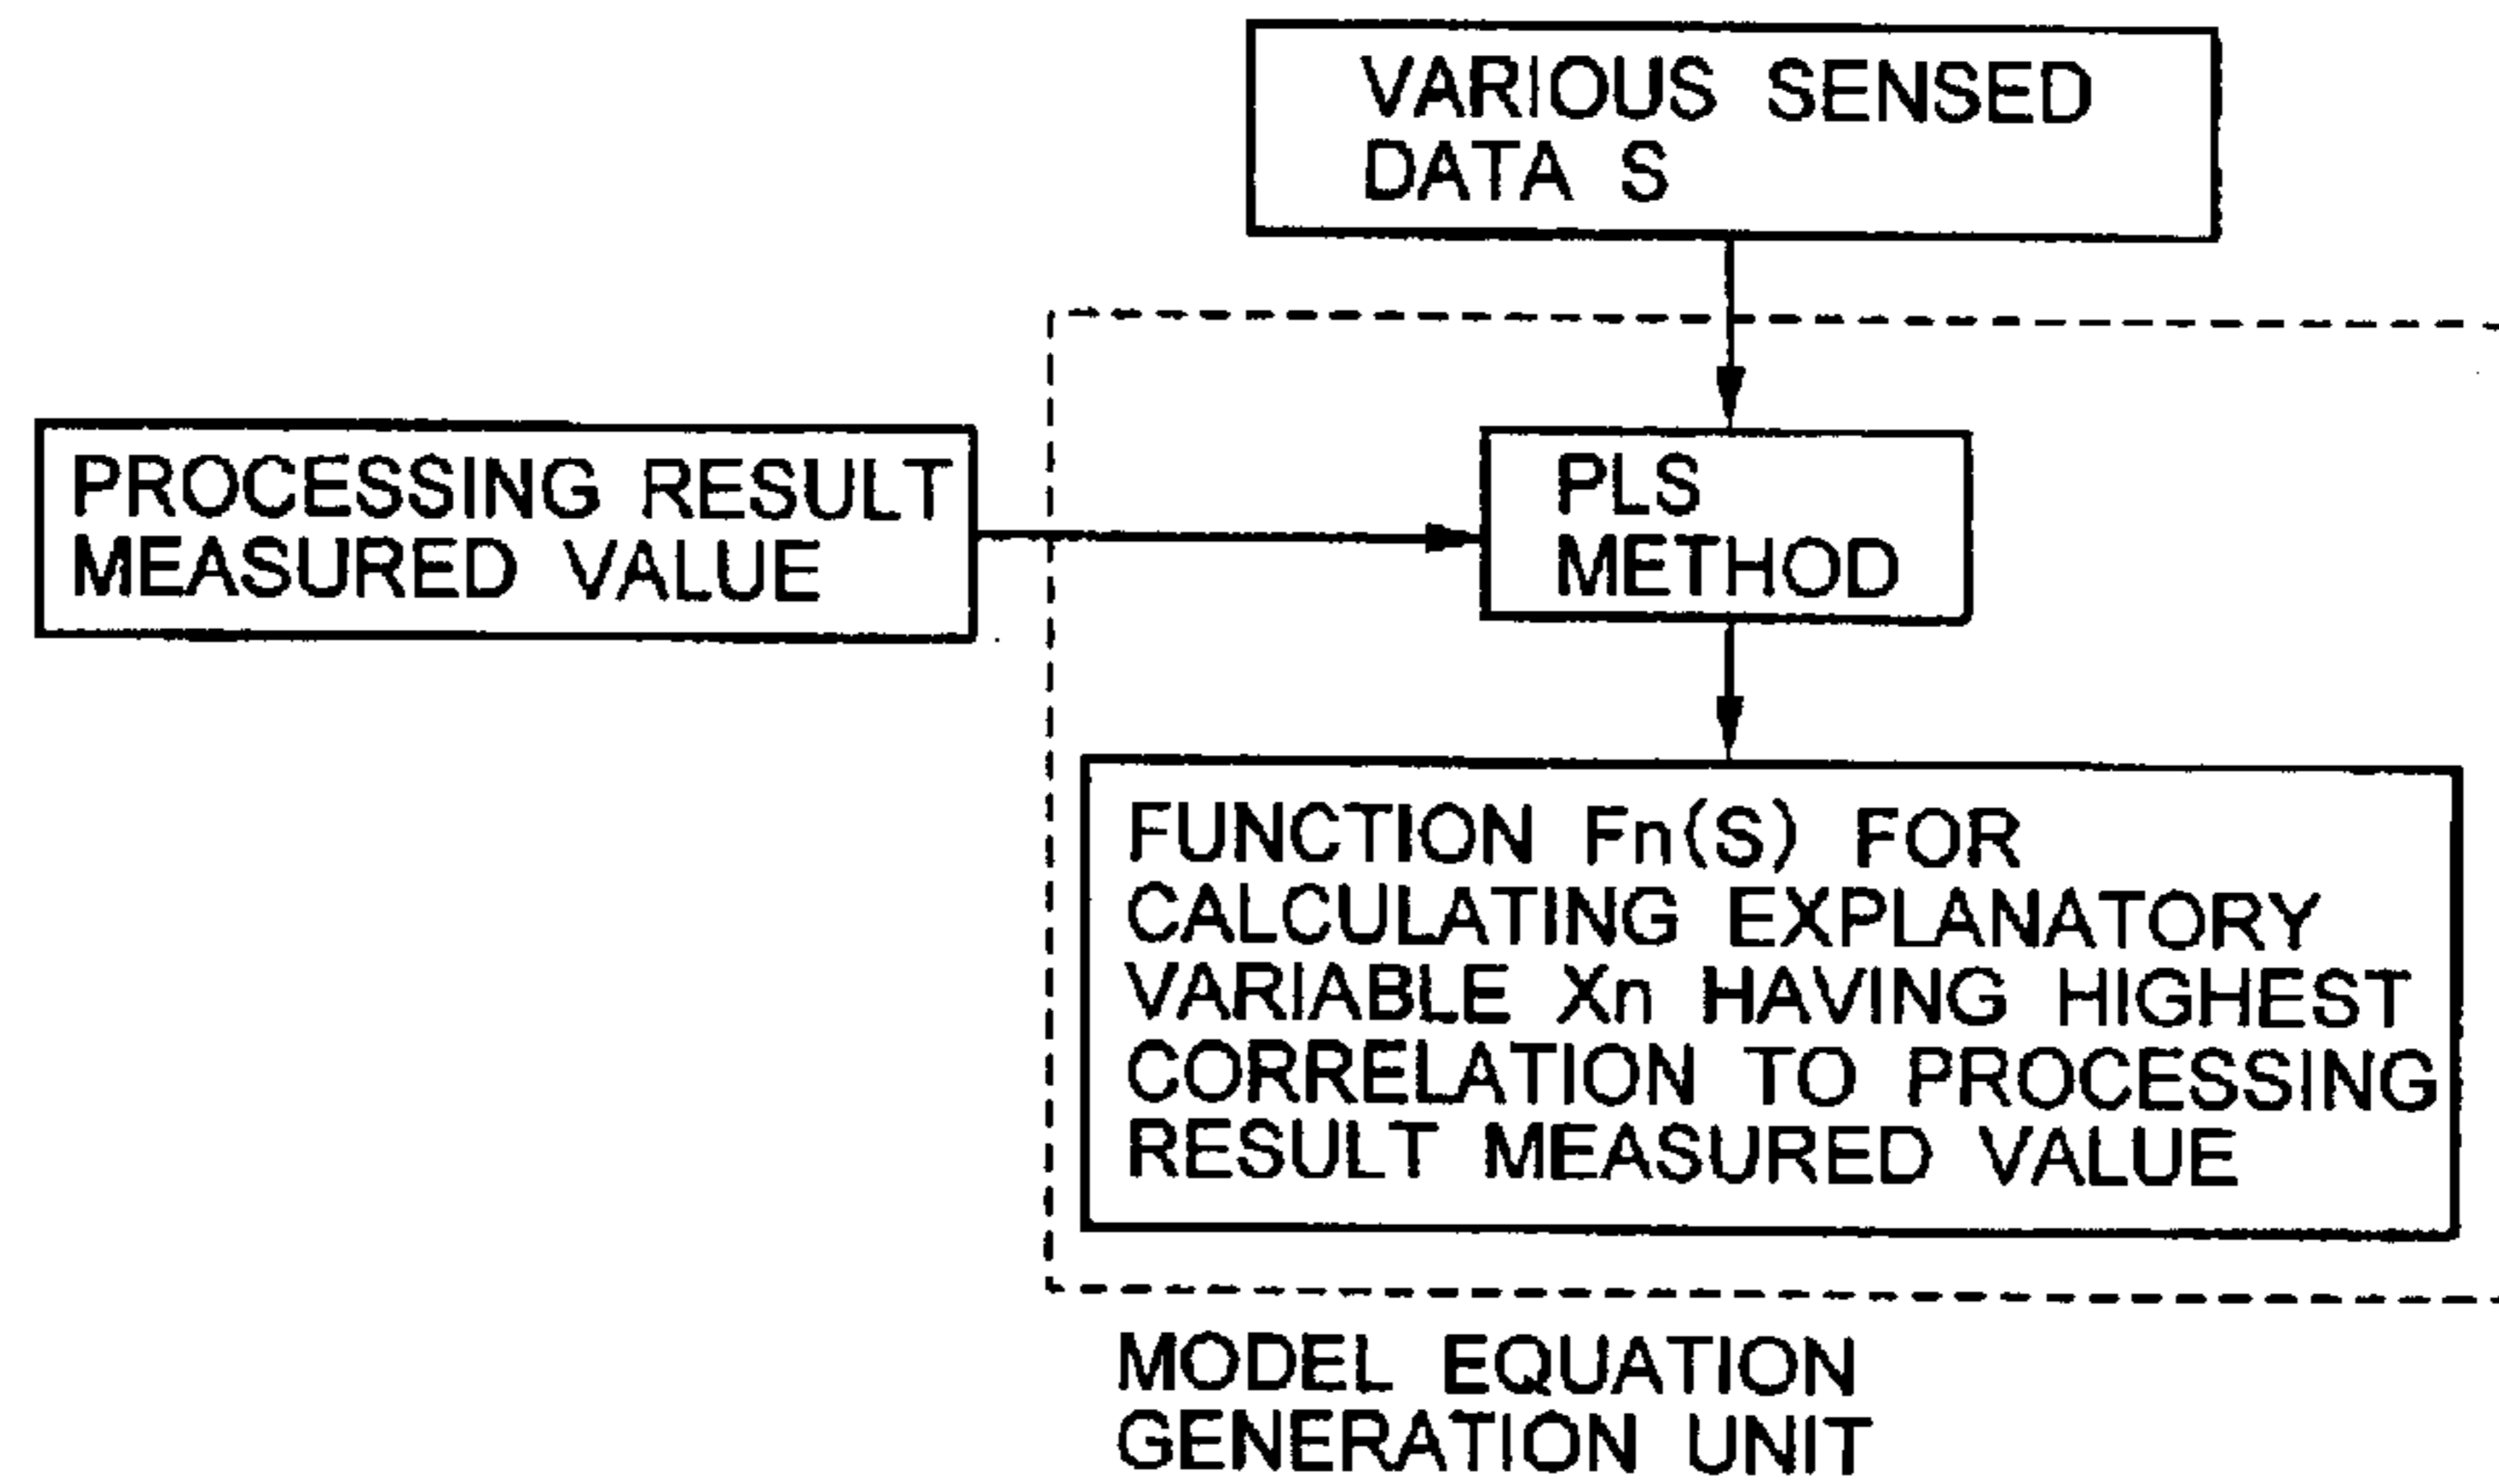 VARIOUS SENSED
DATA S
PROCESSING RESULT
MEASURED VALUE
PLS
METHOD
FUNCTION Fn(S) FOR
CALCULATING EXPLANATORY
VARIABLE Xn HAVING HIGHEST
CORRELATION TO PROCESSING
RESULT MEASURED VALUE
MODEL EQUATION
GENERATION UNIT